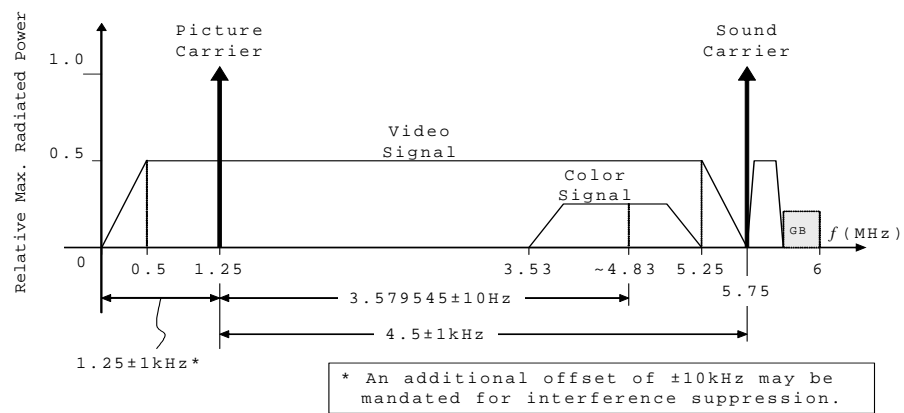 Relative Max. Radiated Power
Picture
Carrier
Sound
Carrier
1.0
Video
Signal
0.5
Color
Signal
GB
f(MHz)
0
0.5
1.25
3.53
~4.83
5.25
6
5.75
3.579545±10Hz
4.5±1kHz
1.25±1kHz*
* An additional offset of ±10kHz may be
mandated for interference suppression.